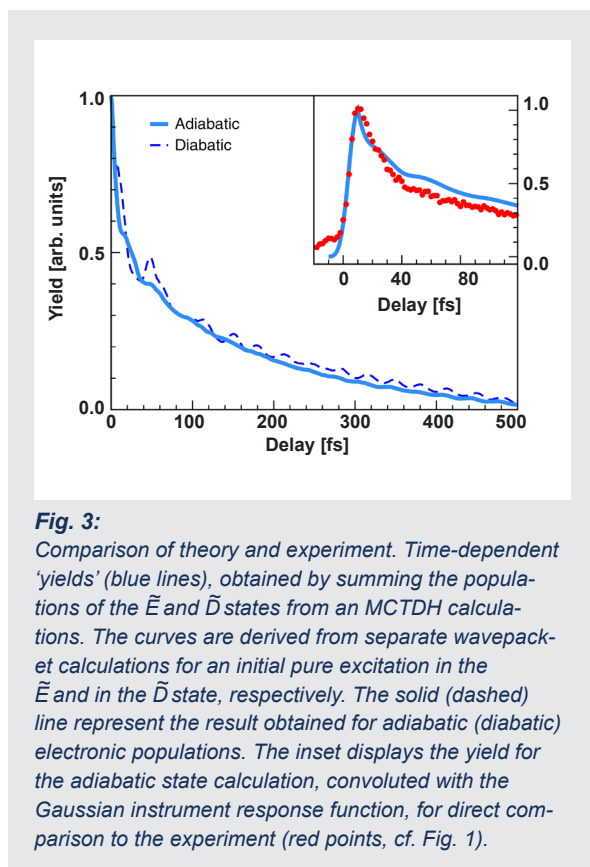 1.0
0.5
0.0
Yield [arb. units]
Adiabatic
Diabatic
0 100 200 300 400 500
Delay [fs]
1.0
0.5
0.0
0 40 80
Delay [fs]
Fig. 3:
Comparison of theory and experiment. Time-dependent
‘yields’ (blue lines), obtained by summing the popula-
tions of the Ẽ and D̃ states from an MCTDH calcula-
tions. The curves are derived from separate wavepack-
et calculations for an initial pure excitation in the
Ẽ and in the D̃ state, respectively. The solid (dashed)
line represent the result obtained for adiabatic (diabatic)
electronic populations. The inset displays the yield for
the adiabatic state calculation, convoluted with the
Gaussian instrument response function, for direct com-
parison to the experiment (red points, cf. Fig. 1).